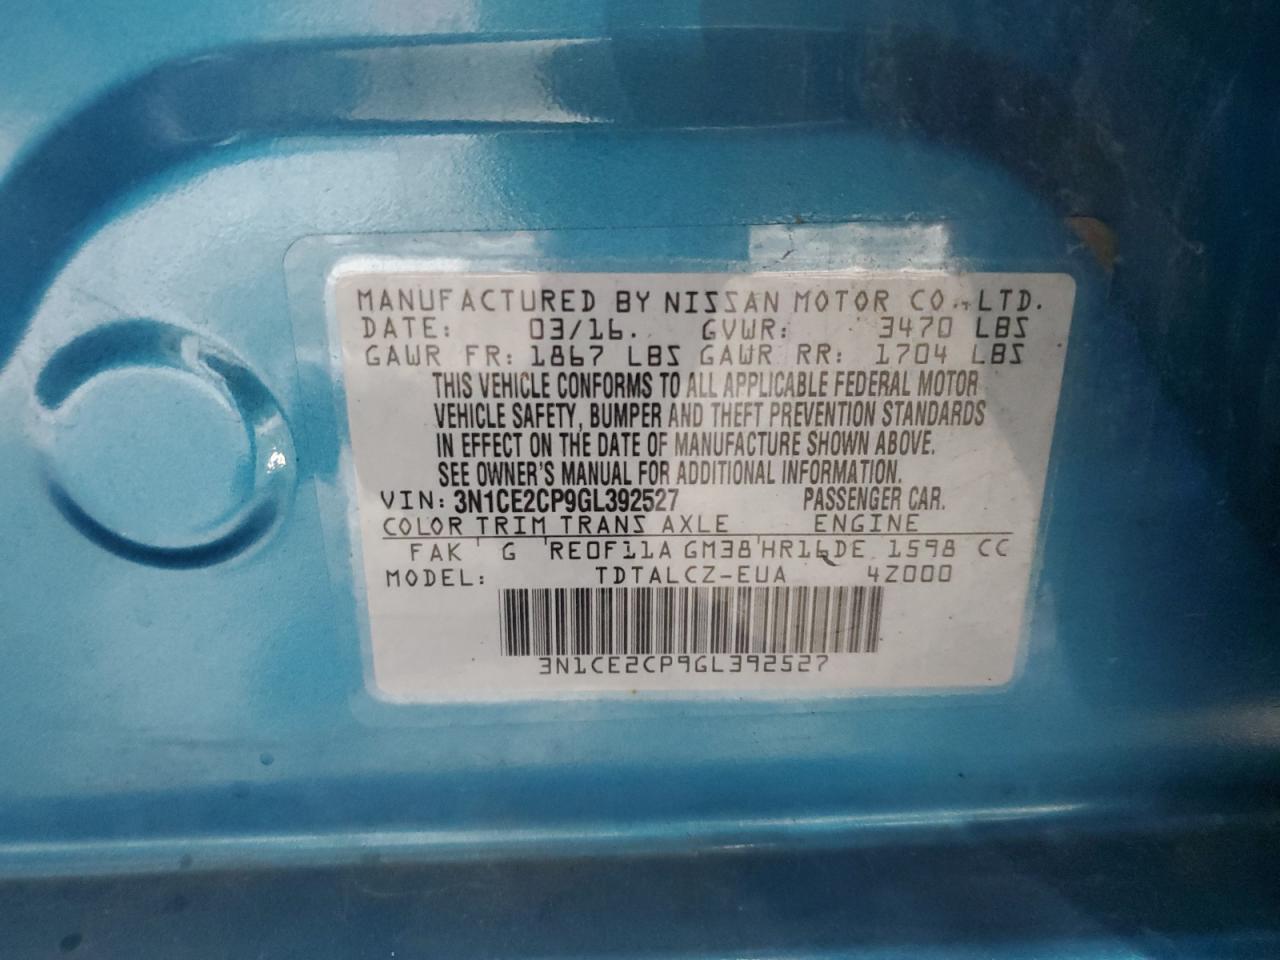 MANUFACTURED BY NISSAN MOTOR CO., LTD.
DATE: 03/16. GVWR: 3470 LBS
GAWR FR: 1867 LBS GAWR RR: 1704 LBS
THIS VEHICLE CONFORMS TO ALL APPLICABLE FEDERAL MOTOR
VEHICLE SAFETY, BUMPER AND THEFT PREVENTION STANDARDS
IN EFFECT ON THE DATE OF MANUFACTURE SHOWN ABOVE.
SEE OWNER'S MANUAL FOR ADDITIONAL INFORMATION.
VIN: 3N1CE2CP9GL392527 PASSENGER CAR.
COLOR TRIM TRANS AXLE ENGINE
FAK G RE0F11A GM38 HR16DE 1598 CC
MODEL: TDTALCZ-EUA 4Z000
3N1CE2CP9GL392527